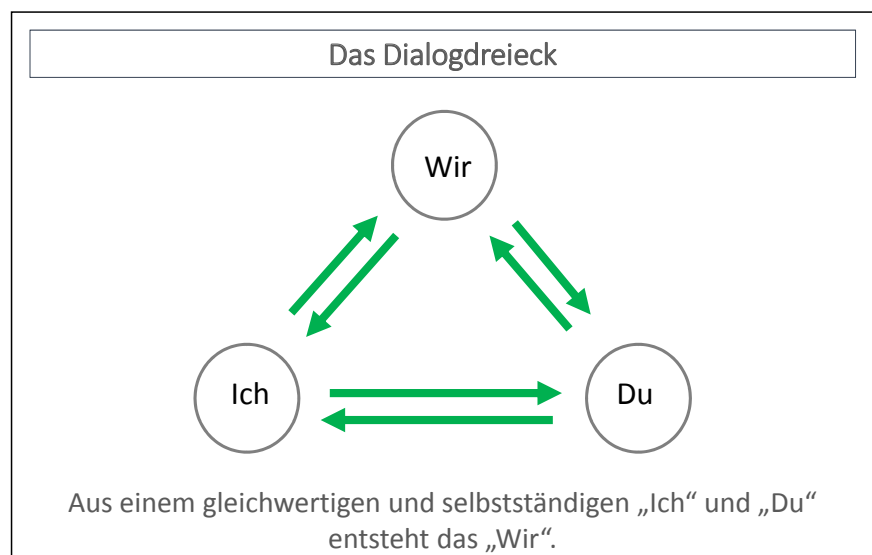 Das Dialogdreieck
Wir
Ich
Du
Aus einem gleichwertigen und selbstständigen „Ich“ und „Du“
entsteht das „Wir“.